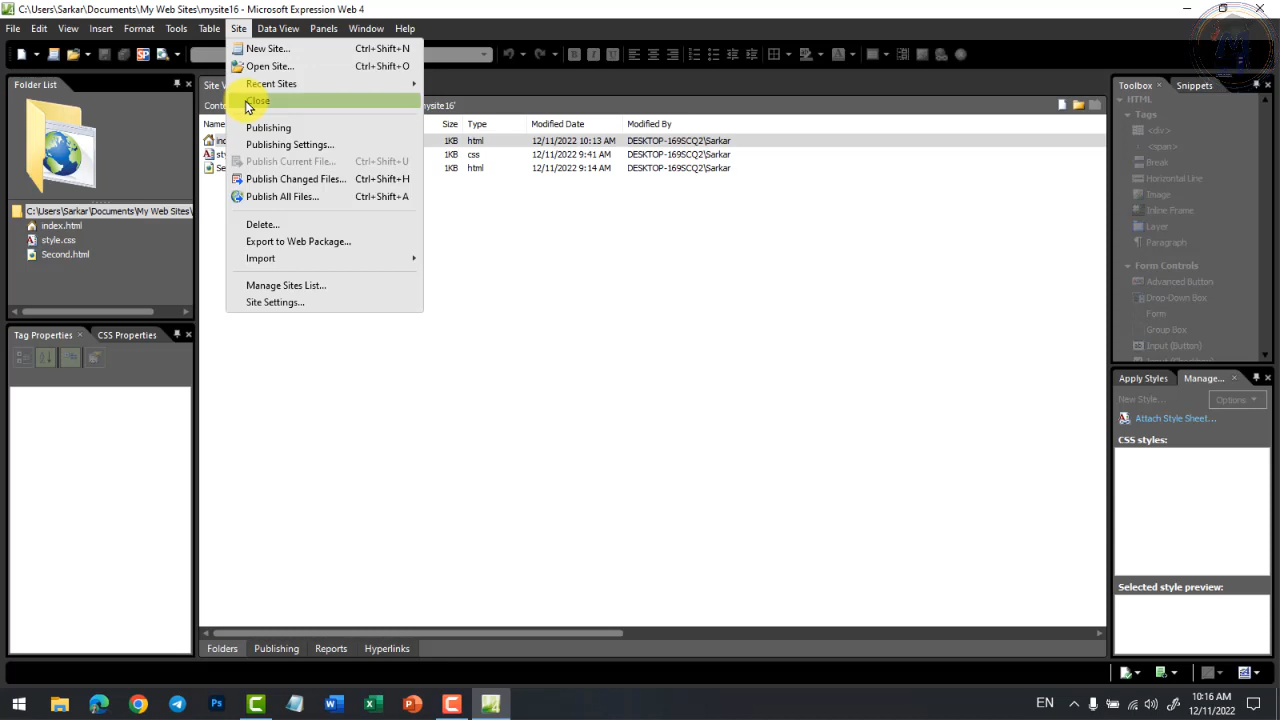 C:\Users\Sarkar\Documents\My Web Sites\mysite16 - Microsoft Expression Web 4
File Edit View Insert Format Tools Table Site Data View Panels Window Help
New Site... Ctrl+Shift+N
Open Site... Ctrl+Shift+O
Recent Sites
Close
Publishing
Publishing Settings...
Publish Current File... Ctrl+Shift+U
Publish Changed Files... Ctrl+Shift+H
Publish All Files... Ctrl+Shift+A
Delete...
Export to Web Package...
Import
Manage Sites List...
Site Settings...
Folder List
C:\Users\Sarkar\Documents\My Web Sites\
index.html
style.css
Second.html
Tag Properties CSS Properties
mysite16'
Size Type Modified Date Modified By
1KB html 12/11/2022 10:13 AM DESKTOP-169SCQ2\Sarkar
1KB css 12/11/2022 9:41 AM DESKTOP-169SCQ2\Sarkar
1KB html 12/11/2022 9:14 AM DESKTOP-169SCQ2\Sarkar
Folders Publishing Reports Hyperlinks
Toolbox Snippets
HTML
Tags
<div>
<span>
Break
Horizontal Line
Image
Inline Frame
Layer
Paragraph
Form Controls
Advanced Button
Drop-Down Box
Form
Group Box
Input (Button)
Apply Styles Manage...
New Style... Options
Attach Style Sheet...
CSS styles:
Selected style preview:
EN
10:16 AM
12/11/2022